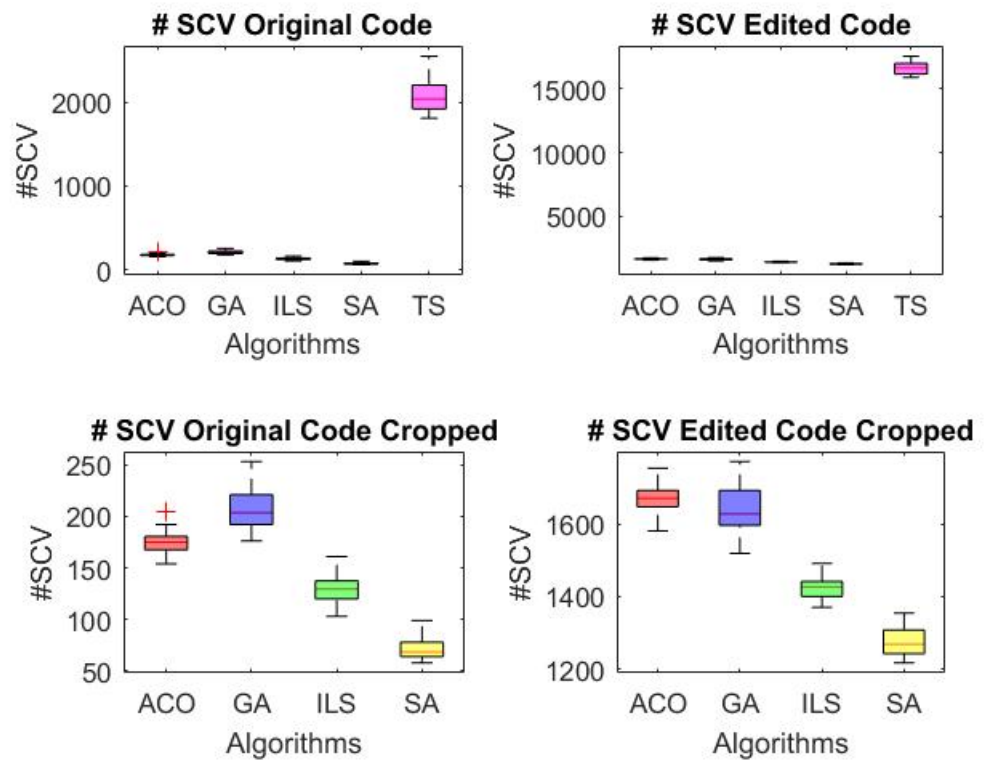 # SCV Original Code
#SCV
2000
1000
0
ACO GA ILS SA TS
Algorithms
# SCV Edited Code
#SCV
15000
10000
5000
ACO GA ILS SA TS
Algorithms
# SCV Original Code Cropped
#SCV
250
200
150
100
50
ACO GA ILS SA
Algorithms
# SCV Edited Code Cropped
#SCV
1600
1400
1200
ACO GA ILS SA
Algorithms